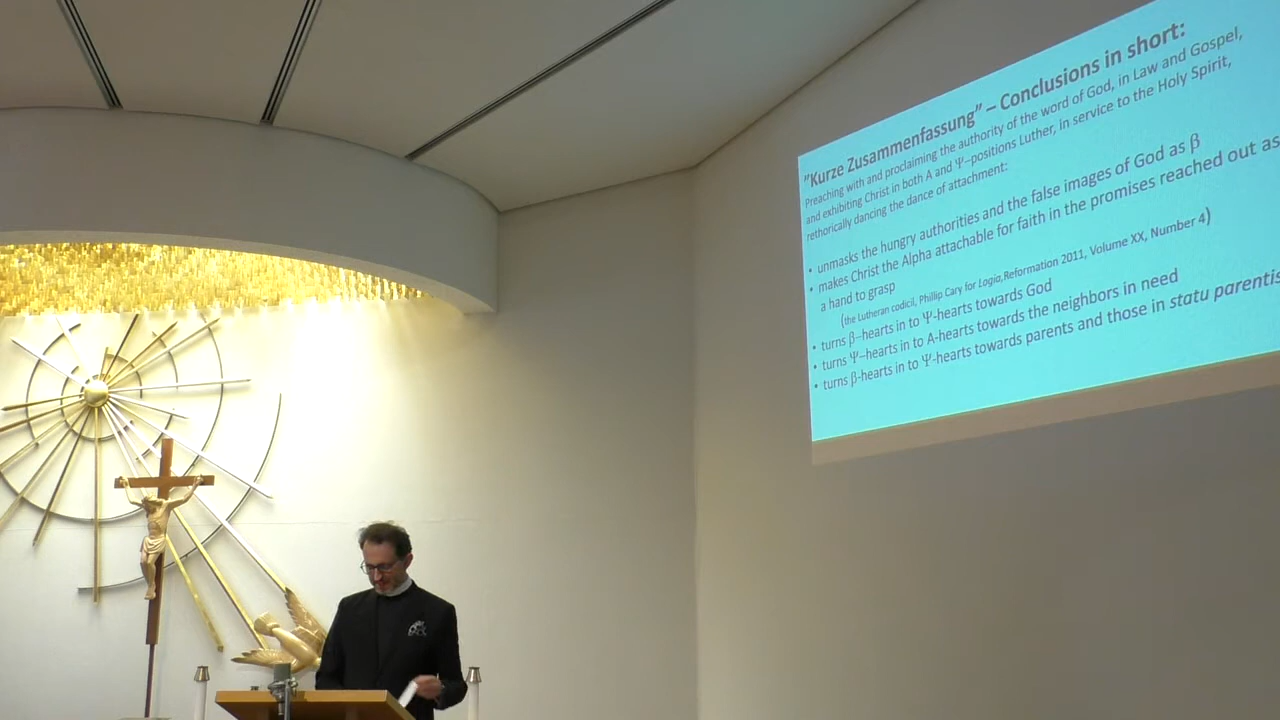 ”Kurze Zusammenfassung” – Conclusions in short:
Preaching with and proclaiming the authority of the word of God, in Law and Gospel,
and exhibiting Christ in both A and Ψ–positions Luther, in service to the Holy Spirit,
rethorically dancing the dance of attachment:
• unmasks the hungry authorities and the false images of God as β
• makes Christ the Alpha attachable for faith in the promises reached out as
a hand to grasp
(the Lutheran codicil, Phillip Cary for Logia,Reformation 2011, Volume XX, Number 4)
• turns β–hearts in to Ψ-hearts towards God
• turns Ψ–hearts in to A-hearts towards the neighbors in need
• turns β-hearts in to Ψ-hearts towards parents and those in statu parentis